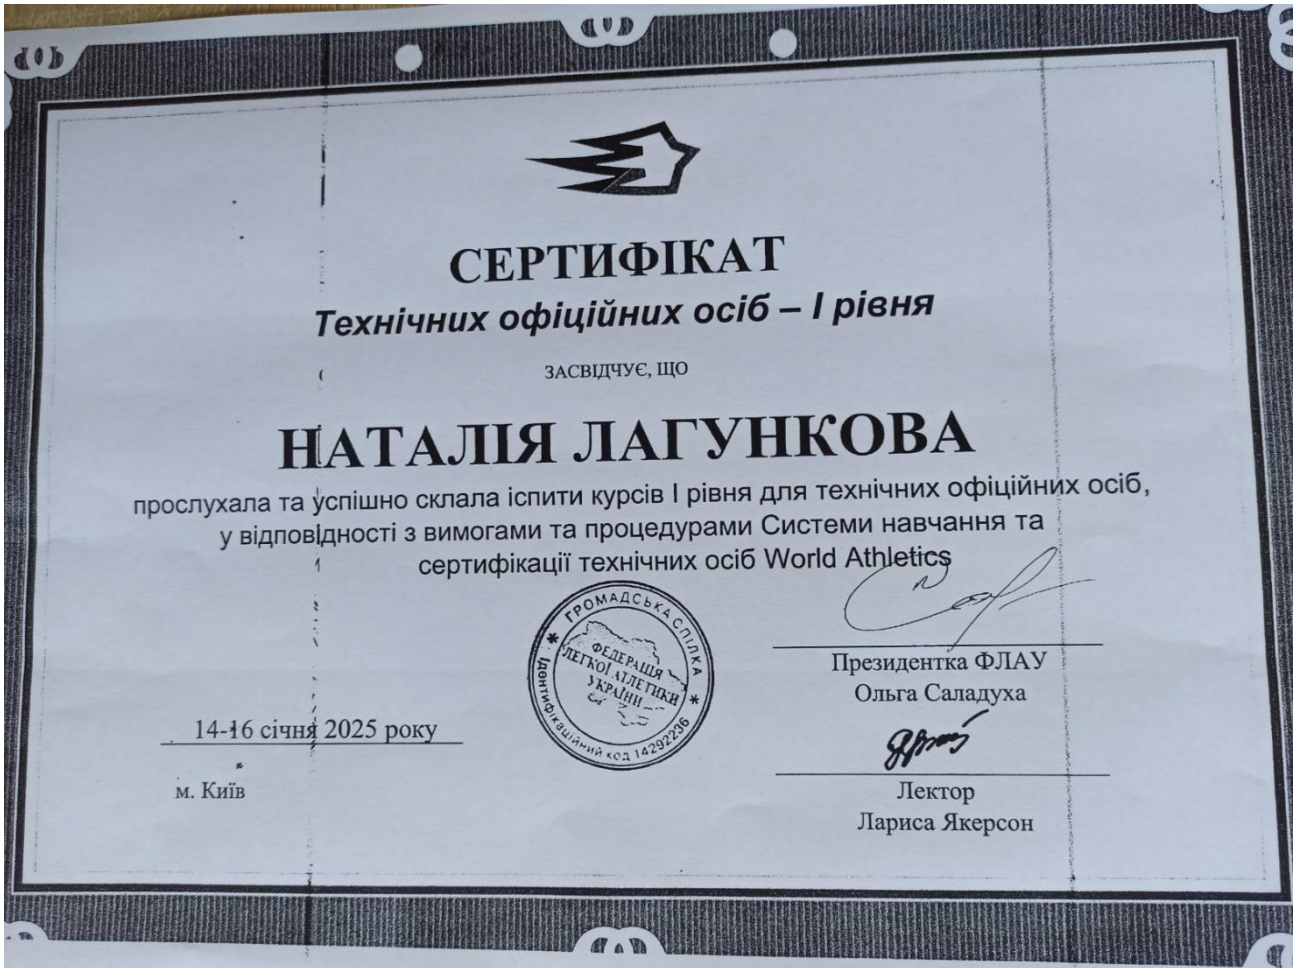 СЕРТИФІКАТ
Технічних офіційних осіб – І рівня
ЗАСВІДЧУЄ, ЩО
НАТАЛІЯ ЛАГУНКОВА
прослухала та успішно склала іспити курсів І рівня для технічних офіційних осіб,
у відповідності з вимогами та процедурами Системи навчання та
сертифікації технічних осіб World Athletics
ГРОМАДСЬКА СПІЛКА
ФЕДЕРАЦІЯ
ЛЕГКОЇ АТЛЕТИКИ
УКРАЇНИ
Ідентифікаційний код 14292236
Президентка ФЛАУ
Ольга Саладуха
14-16 січня 2025 року
м. Київ
Лектор
Лариса Якерсон